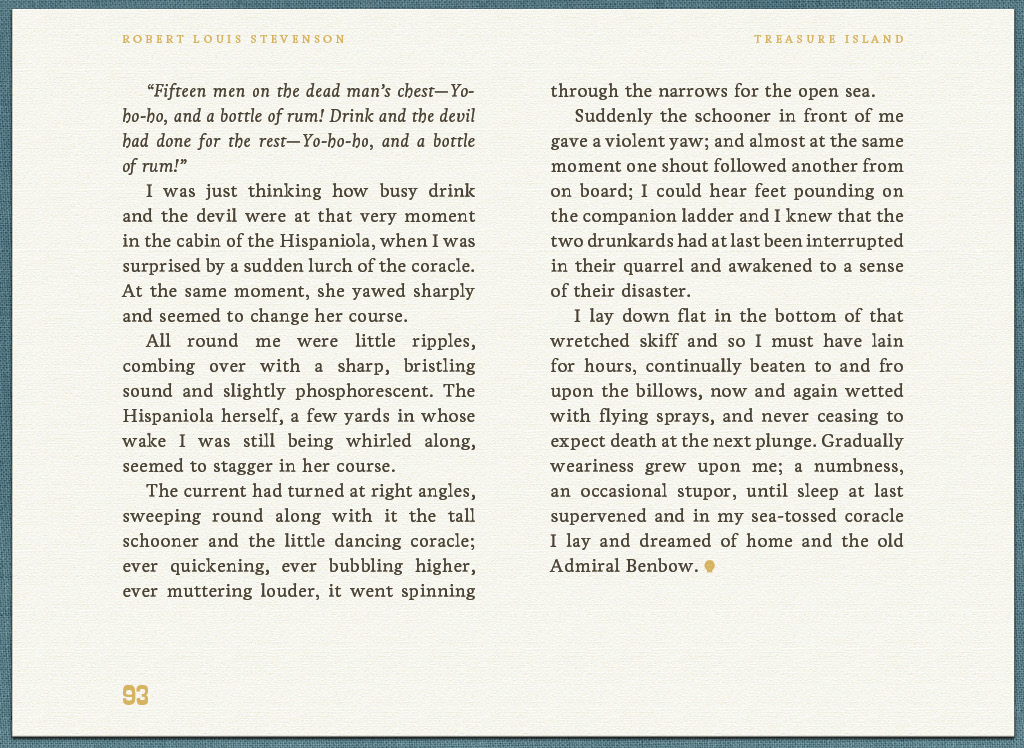 ROBERT LOUIS STEVENSON
TREASURE ISLAND
“Fifteen men on the dead man’s chest—Yo-
ho-ho, and a bottle of rum! Drink and the devil
had done for the rest—Yo-ho-ho, and a bottle
of rum!”
I was just thinking how busy drink
and the devil were at that very moment
in the cabin of the Hispaniola, when I was
surprised by a sudden lurch of the coracle.
At the same moment, she yawed sharply
and seemed to change her course.
All round me were little ripples,
combing over with a sharp, bristling
sound and slightly phosphorescent. The
Hispaniola herself, a few yards in whose
wake I was still being whirled along,
seemed to stagger in her course.
The current had turned at right angles,
sweeping round along with it the tall
schooner and the little dancing coracle;
ever quickening, ever bubbling higher,
ever muttering louder, it went spinning
through the narrows for the open sea.
Suddenly the schooner in front of me
gave a violent yaw; and almost at the same
moment one shout followed another from
on board; I could hear feet pounding on
the companion ladder and I knew that the
two drunkards had at last been interrupted
in their quarrel and awakened to a sense
of their disaster.
I lay down flat in the bottom of that
wretched skiff and so I must have lain
for hours, continually beaten to and fro
upon the billows, now and again wetted
with flying sprays, and never ceasing to
expect death at the next plunge. Gradually
weariness grew upon me; a numbness,
an occasional stupor, until sleep at last
supervened and in my sea-tossed coracle
I lay and dreamed of home and the old
Admiral Benbow.
93